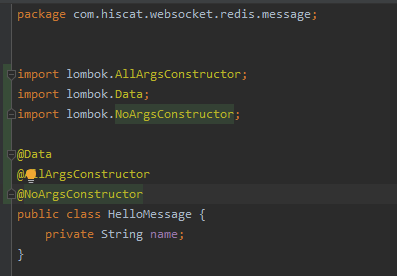 package com.hiscat.websocket.redis.message;
import lombok.AllArgsConstructor;
import lombok.Data;
import lombok.NoArgsConstructor;
@Data
@AllArgsConstructor
@NoArgsConstructor
public class HelloMessage {
private String name;
}